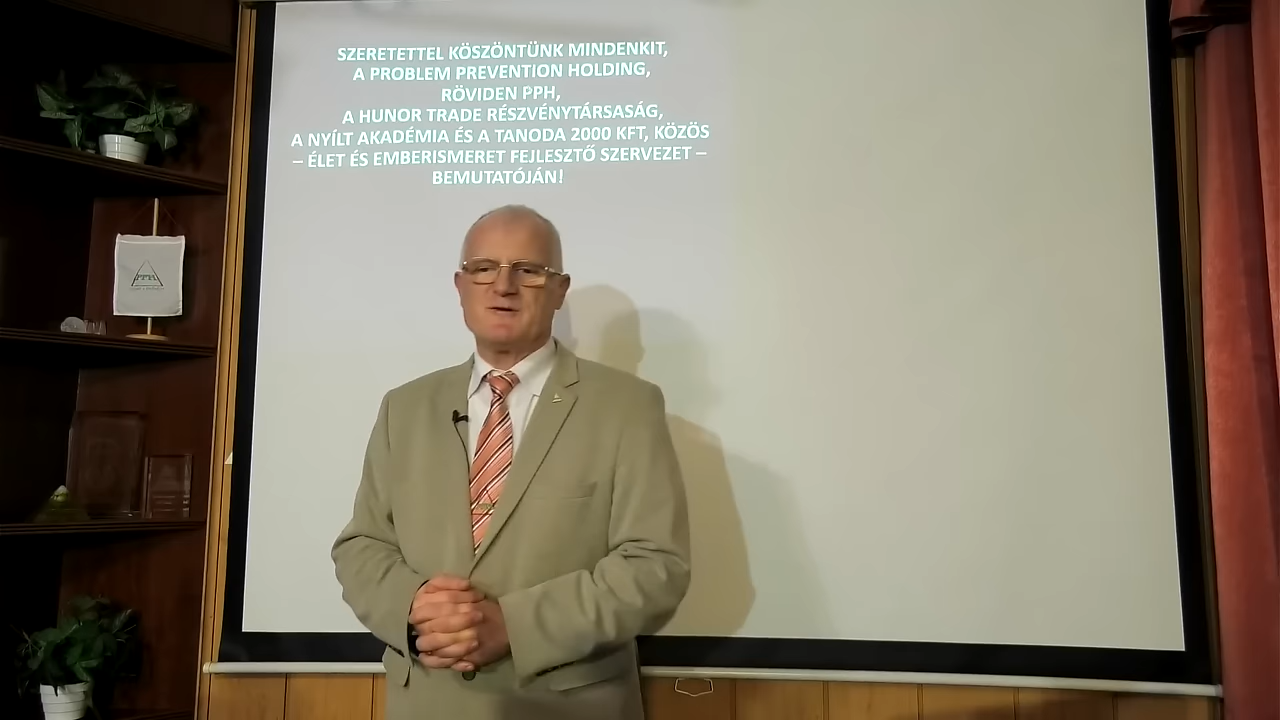 SZERETETTEL KÖSZÖNTÜNK MINDENKIT,
A PROBLEM PREVENTION HOLDING,
RÖVIDEN PPH,
A HUNOR TRADE RÉSZVÉNYTÁRSASÁG,
A NYÍLT AKADÉMIA ÉS A TANODA 2000 KFT, KÖZÖS
– ÉLET ÉS EMBERISMERET FEJLESZTŐ SZERVEZET –
BEMUTATÓJÁN!
PPH